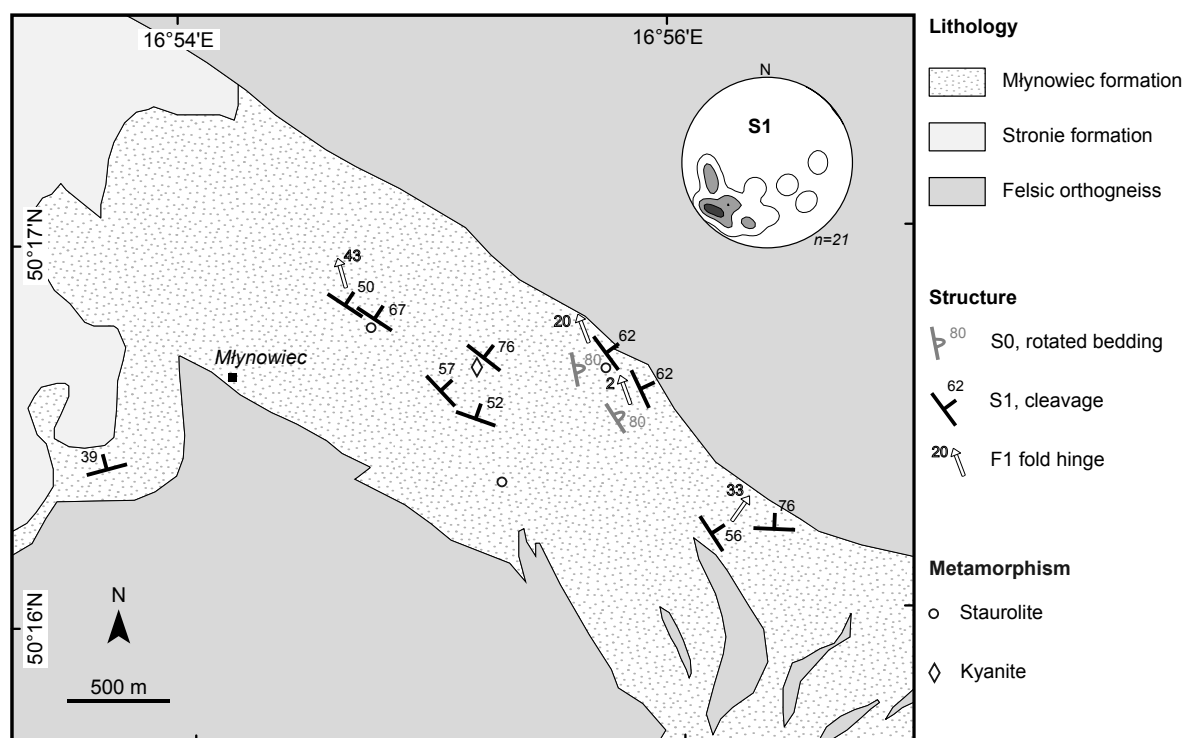 16°54'E
16°56'E
50°17'N
50°16'N
N
S1
n=21
43
50
67
20
62
80
76
57
52
2
62
80
Młynowiec
39
33
76
56
N
500 m
Lithology
Młynowiec formation
Stronie formation
Felsic orthogneiss
Structure
80
S0, rotated bedding
62
S1, cleavage
20
F1 fold hinge
Metamorphism
Staurolite
Kyanite